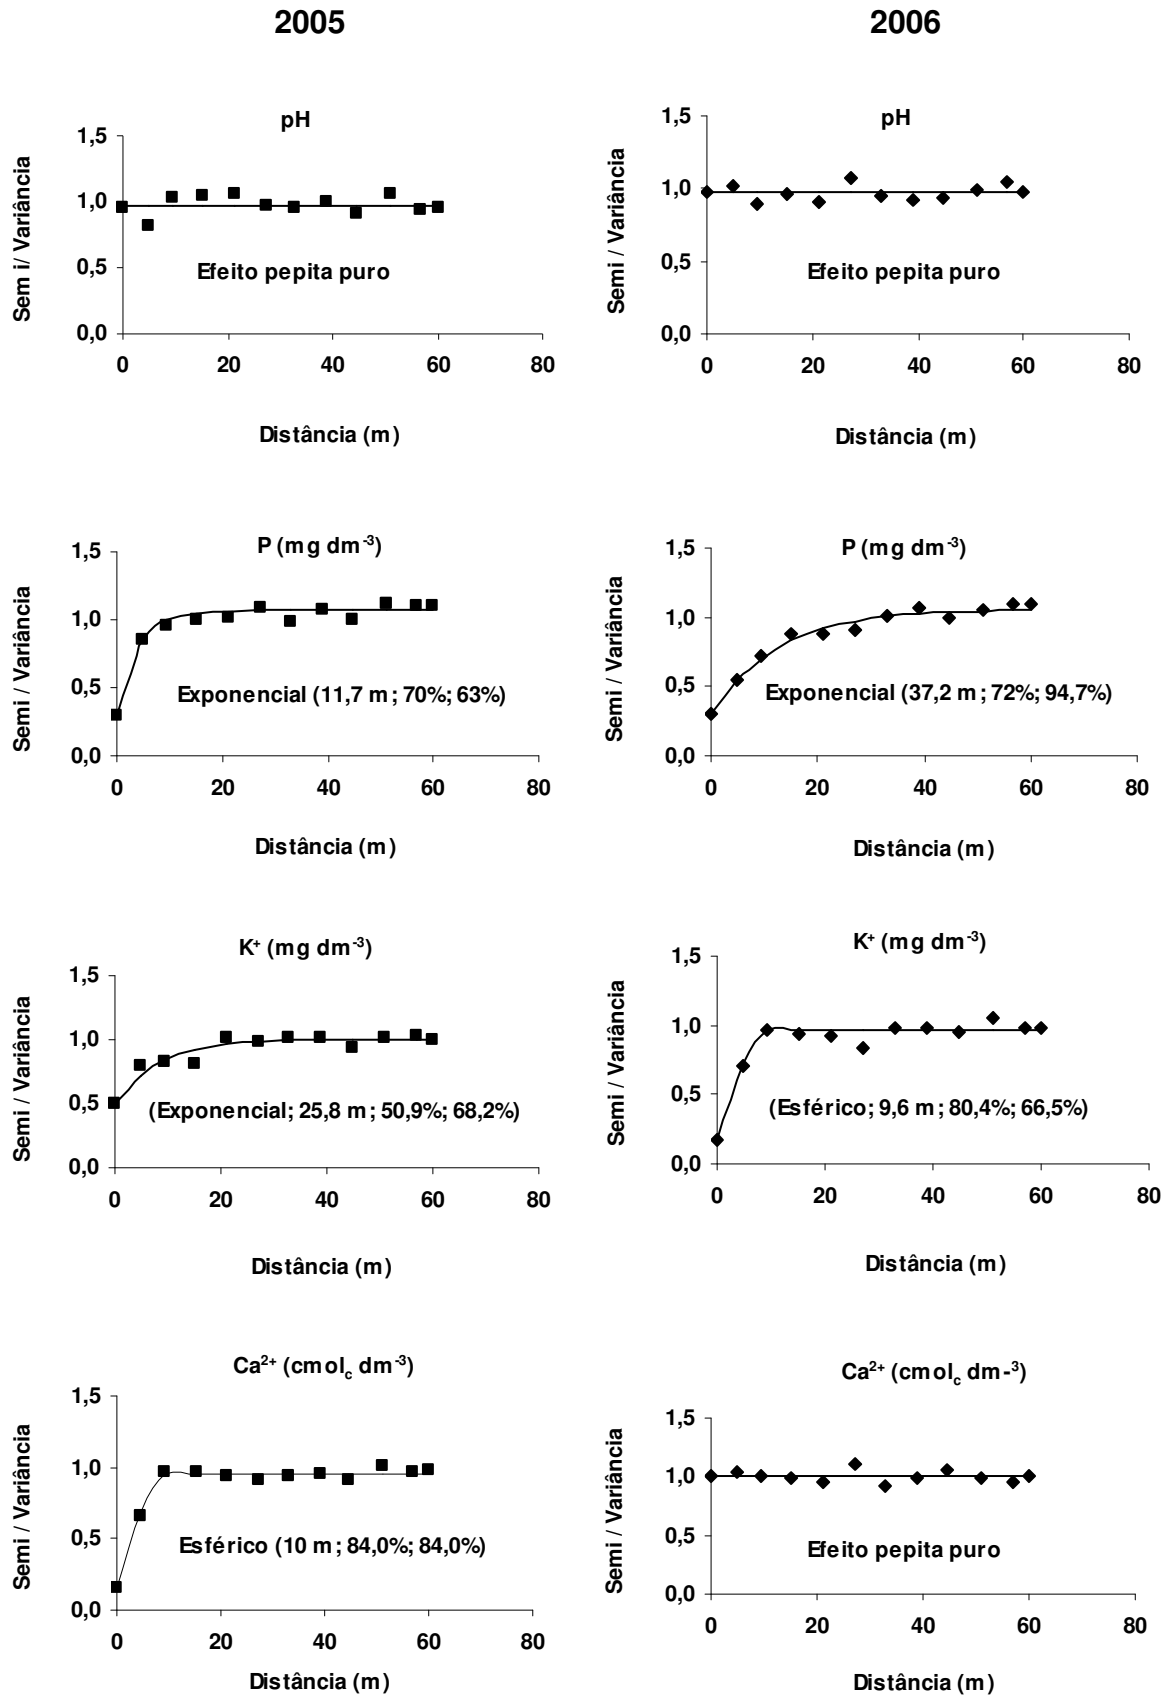 2005
2006
pH
1,5
1,0
0,5
0,0
0 20 40 60 80
Sem i/ Variância
Efeito pepita puro
Distância (m)
pH
1,5
1,0
0,5
0,0
0 20 40 60 80
Semi / Variância
Efeito pepita puro
Distância (m)
P (mg dm⁻³)
1,5
1,0
0,5
0,0
0 20 40 60 80
Semi / Variância
Exponencial (11,7 m; 70%; 63%)
Distância (m)
P (mg dm⁻³)
1,5
1,0
0,5
0,0
0 20 40 60 80
Semi / Variância
Exponencial (37,2 m; 72%; 94,7%)
Distância (m)
K⁺ (mg dm⁻³)
1,5
1,0
0,5
0,0
0 20 40 60 80
Semi / Variância
(Exponencial; 25,8 m; 50,9%; 68,2%)
Distância (m)
K⁺ (mg dm⁻³)
1,5
1,0
0,5
0,0
0 20 40 60 80
Semi / Variância
(Esférico; 9,6 m; 80,4%; 66,5%)
Distância (m)
Ca²⁺ (cmol_c dm⁻³)
1,5
1,0
0,5
0,0
0 20 40 60 80
Semi / Variância
Esférico (10 m; 84,0%; 84,0%)
Distância (m)
Ca²⁺ (cmol_c dm-³)
1,5
1,0
0,5
0,0
0 20 40 60 80
Semi / Variância
Efeito pepita puro
Distância (m)